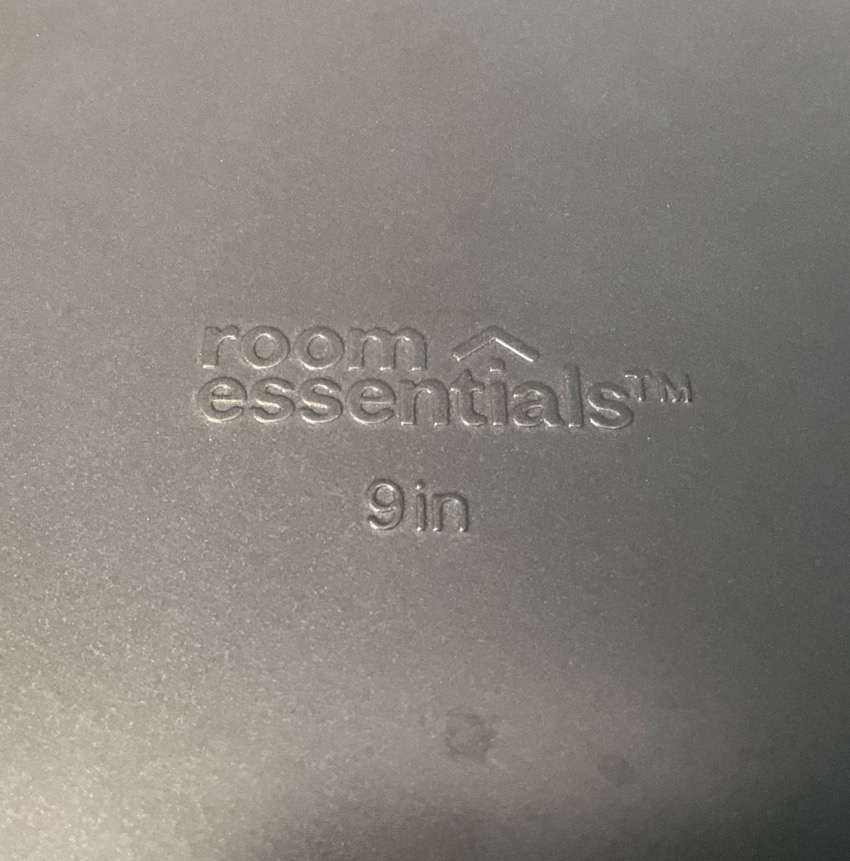 room
essentials™
9in